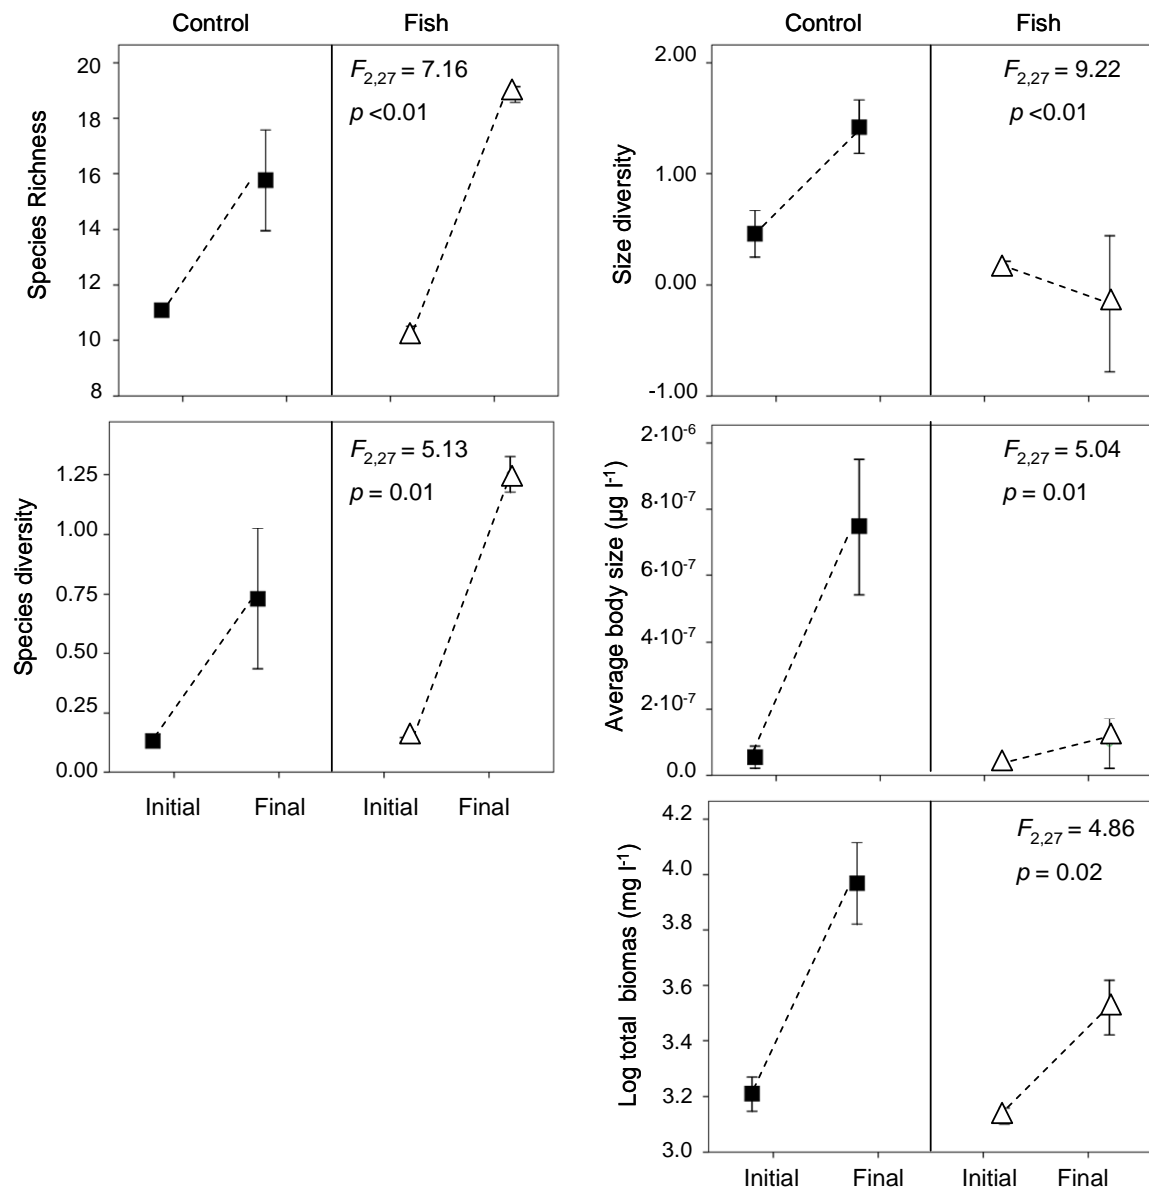 Control
Fish
Species Richness
20
18
16
14
12
10
8
F2,27 = 7.16
p <0.01
Species diversity
1.25
1.00
0.75
0.50
0.25
0.00
F2,27 = 5.13
p = 0.01
Initial
Final
Initial
Final
Control
Fish
Size diversity
2.00
1.00
0.00
-1.00
F2,27 = 9.22
p <0.01
Average body size (µg l-1)
2·10-6
8·10-7
6·10-7
4·10-7
2·10-7
0.0
F2,27 = 5.04
p = 0.01
Log total biomas (mg l-1)
4.2
4.0
3.8
3.6
3.4
3.2
3.0
F2,27 = 4.86
p = 0.02
Initial
Final
Initial
Final